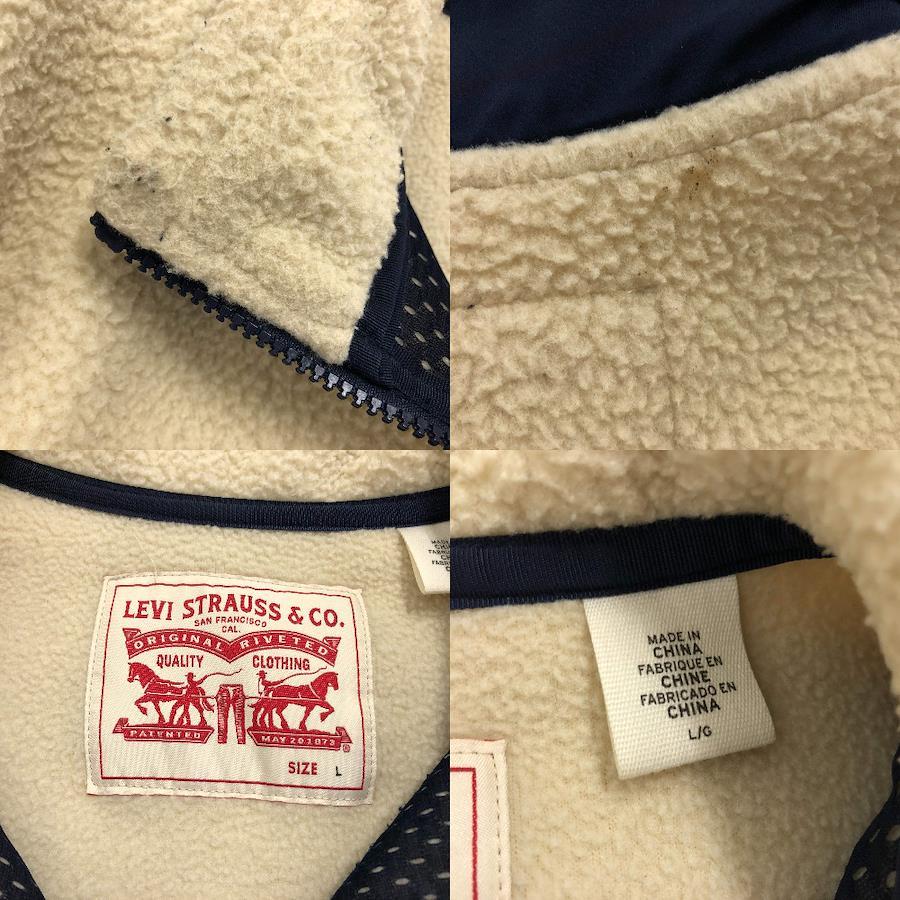 LEVI STRAUSS & CO.
SAN FRANCISCO
CAL.
ORIGINAL RIVETED
QUALITY CLOTHING
PATENTED MAY 20 1873
®
SIZE L
MADE IN
CHINA
FABRIQUE EN
CHINE
FABRICADO EN
CHINA
L/G